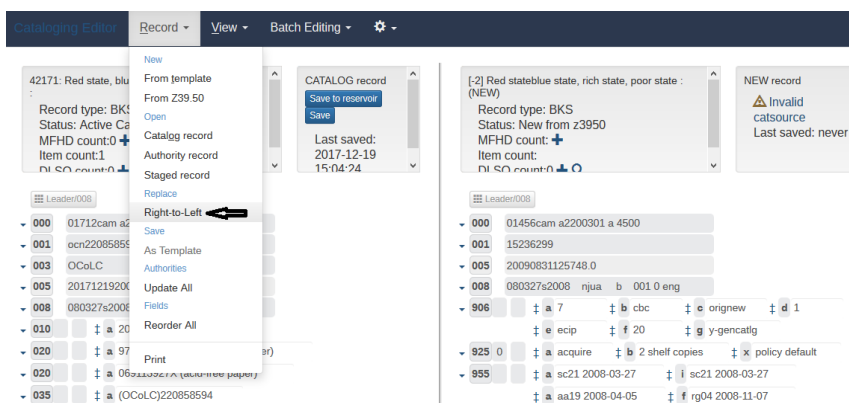 Cataloging Editor Record View Batch Editing
42171: Red state, blu
:
Record type: BKS
Status: Active Ca
MFHD count:0
Item count:1
DLSO count:0
New
From template
From Z39.50
Open
Catalog record
Authority record
Staged record
Replace
Right-to-Left
Save
As Template
Authorities
Update All
Fields
Reorder All
Print
CATALOG record
Save to reservoir
Save
Last saved:
2017-12-19
15:04:24
[-2] Red stateblue state, rich state, poor state :
(NEW)
Record type: BKS
Status: New from z3950
MFHD count:
Item count:
DLSO count:0
NEW record
Invalid
catsource
Last saved: never
Leader/008
000 01712cam a2
001 ocn22085859
003 OCoLC
005 20171219200
008 080327s2008
010 ‡ a 20
020 ‡ a 97 er)
020 ‡ a 069113927X (acid-free paper)
035 ‡ a (OCoLC)220858594
Leader/008
000 01456cam a2200301 a 4500
001 15236299
005 20090831125748.0
008 080327s2008 njua b 001 0 eng
906 ‡ a 7 ‡ b cbc ‡ c orignew ‡ d 1
‡ e ecip ‡ f 20 ‡ g y-gencatlg
925 0 ‡ a acquire ‡ b 2 shelf copies ‡ x policy default
955 ‡ a sc21 2008-03-27 ‡ i sc21 2008-03-27
‡ a aa19 2008-04-05 ‡ f rg04 2008-11-07